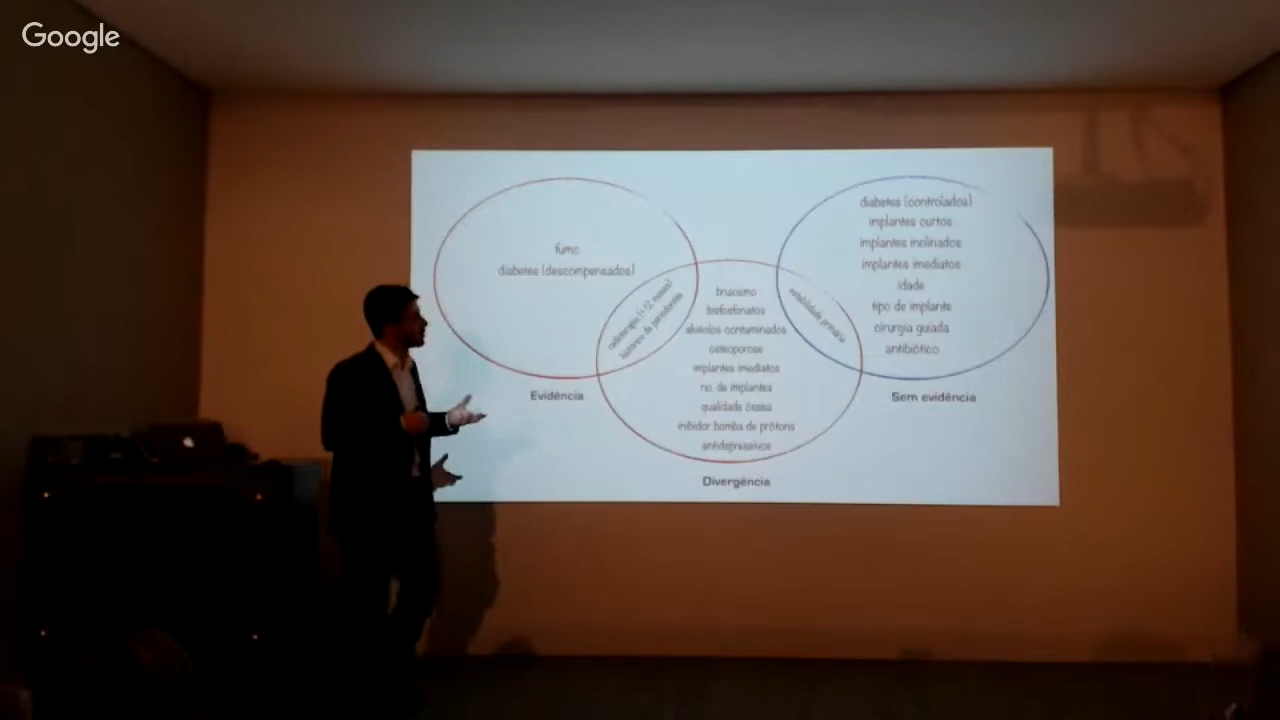 Google
fumo
diabetes (descompensados)
Evidência
radioterapia (<12 meses)
histórico de periodontite
bruxismo
bisfosfonatos
alvéolos contaminados
osteoporose
implantes imediatos
no. de implantes
qualidade óssea
inibidor bomba de prótons
antidepressivos
Divergência
estabilidade primária
diabetes (controlados)
implantes curtos
implantes inclinados
implantes imediatos
idade
tipo de implante
cirurgia guiada
antibiótico
Sem evidência